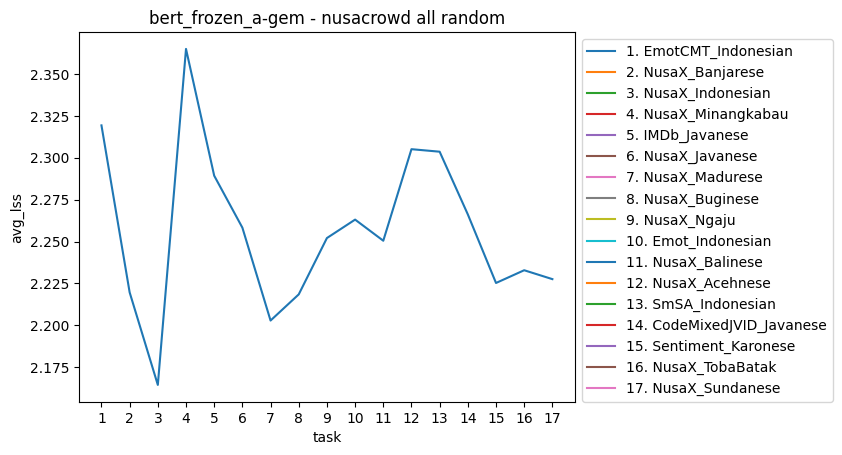 bert_frozen_a-gem - nusacrowd all random
2.350
2.325
2.300
2.275
2.250
2.225
2.200
2.175
avg_lss
1 2 3 4 5 6 7 8 9 10 11 12 13 14 15 16 17
task
1. EmotCMT_Indonesian
2. NusaX_Banjarese
3. NusaX_Indonesian
4. NusaX_Minangkabau
5. IMDb_Javanese
6. NusaX_Javanese
7. NusaX_Madurese
8. NusaX_Buginese
9. NusaX_Ngaju
10. Emot_Indonesian
11. NusaX_Balinese
12. NusaX_Acehnese
13. SmSA_Indonesian
14. CodeMixedJVID_Javanese
15. Sentiment_Karonese
16. NusaX_TobaBatak
17. NusaX_Sundanese